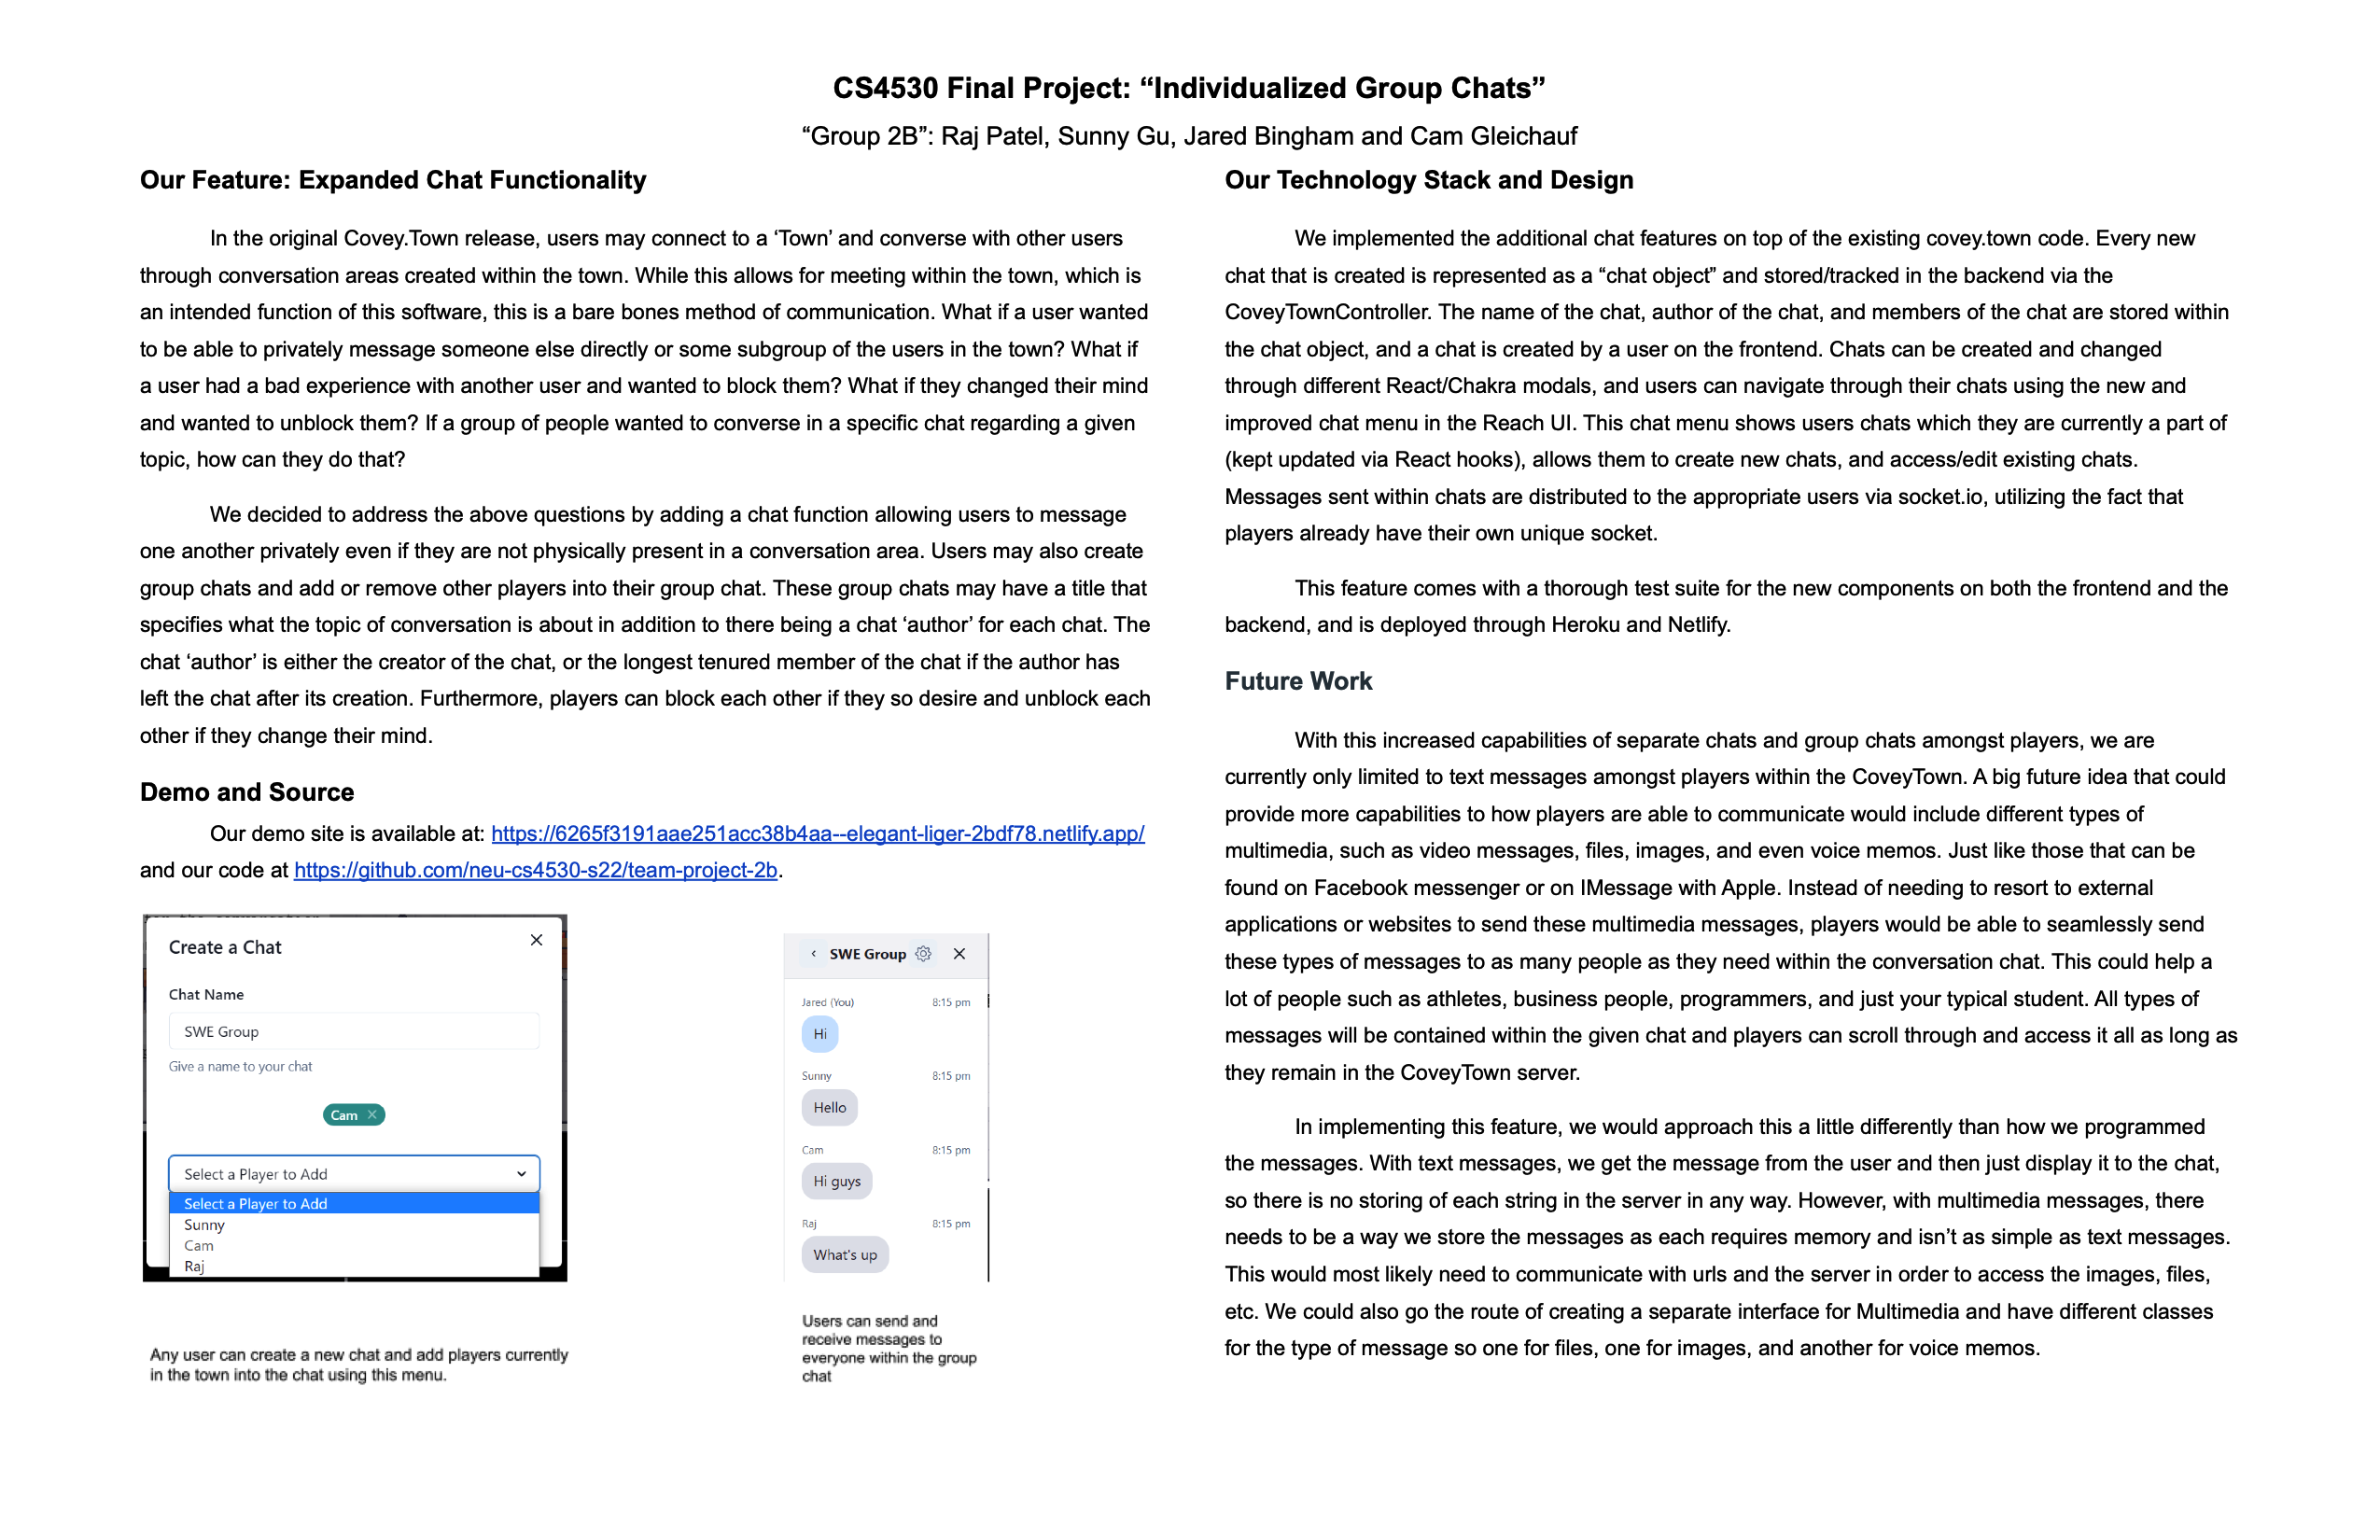 CS4530 Final Project: “Individualized Group Chats”
“Group 2B”: Raj Patel, Sunny Gu, Jared Bingham and Cam Gleichauf
Our Feature: Expanded Chat Functionality
In the original Covey.Town release, users may connect to a ‘Town’ and converse with other users
through conversation areas created within the town. While this allows for meeting within the town, which is
an intended function of this software, this is a bare bones method of communication. What if a user wanted
to be able to privately message someone else directly or some subgroup of the users in the town? What if
a user had a bad experience with another user and wanted to block them? What if they changed their mind
and wanted to unblock them? If a group of people wanted to converse in a specific chat regarding a given
topic, how can they do that?
We decided to address the above questions by adding a chat function allowing users to message
one another privately even if they are not physically present in a conversation area. Users may also create
group chats and add or remove other players into their group chat. These group chats may have a title that
specifies what the topic of conversation is about in addition to there being a chat ‘author’ for each chat. The
chat ‘author’ is either the creator of the chat, or the longest tenured member of the chat if the author has
left the chat after its creation. Furthermore, players can block each other if they so desire and unblock each
other if they change their mind.
Demo and Source
Our demo site is available at: https://6265f3191aae251acc38b4aa--elegant-liger-2bdf78.netlify.app/
and our code at https://github.com/neu-cs4530-s22/team-project-2b.
Create a Chat
Chat Name
SWE Group
Give a name to your chat
Cam
Select a Player to Add
Select a Player to Add
Sunny
Cam
Raj
Any user can create a new chat and add players currently
in the town into the chat using this menu.
SWE Group
Jared (You) 8:15 pm
Hi
Sunny 8:15 pm
Hello
Cam 8:15 pm
Hi guys
Raj 8:15 pm
What's up
Users can send and
receive messages to
everyone within the group
chat
Our Technology Stack and Design
We implemented the additional chat features on top of the existing covey.town code. Every new
chat that is created is represented as a “chat object” and stored/tracked in the backend via the
CoveyTownController. The name of the chat, author of the chat, and members of the chat are stored within
the chat object, and a chat is created by a user on the frontend. Chats can be created and changed
through different React/Chakra modals, and users can navigate through their chats using the new and
improved chat menu in the Reach UI. This chat menu shows users chats which they are currently a part of
(kept updated via React hooks), allows them to create new chats, and access/edit existing chats.
Messages sent within chats are distributed to the appropriate users via socket.io, utilizing the fact that
players already have their own unique socket.
This feature comes with a thorough test suite for the new components on both the frontend and the
backend, and is deployed through Heroku and Netlify.
Future Work
With this increased capabilities of separate chats and group chats amongst players, we are
currently only limited to text messages amongst players within the CoveyTown. A big future idea that could
provide more capabilities to how players are able to communicate would include different types of
multimedia, such as video messages, files, images, and even voice memos. Just like those that can be
found on Facebook messenger or on IMessage with Apple. Instead of needing to resort to external
applications or websites to send these multimedia messages, players would be able to seamlessly send
these types of messages to as many people as they need within the conversation chat. This could help a
lot of people such as athletes, business people, programmers, and just your typical student. All types of
messages will be contained within the given chat and players can scroll through and access it all as long as
they remain in the CoveyTown server.
In implementing this feature, we would approach this a little differently than how we programmed
the messages. With text messages, we get the message from the user and then just display it to the chat,
so there is no storing of each string in the server in any way. However, with multimedia messages, there
needs to be a way we store the messages as each requires memory and isn’t as simple as text messages.
This would most likely need to communicate with urls and the server in order to access the images, files,
etc. We could also go the route of creating a separate interface for Multimedia and have different classes
for the type of message so one for files, one for images, and another for voice memos.